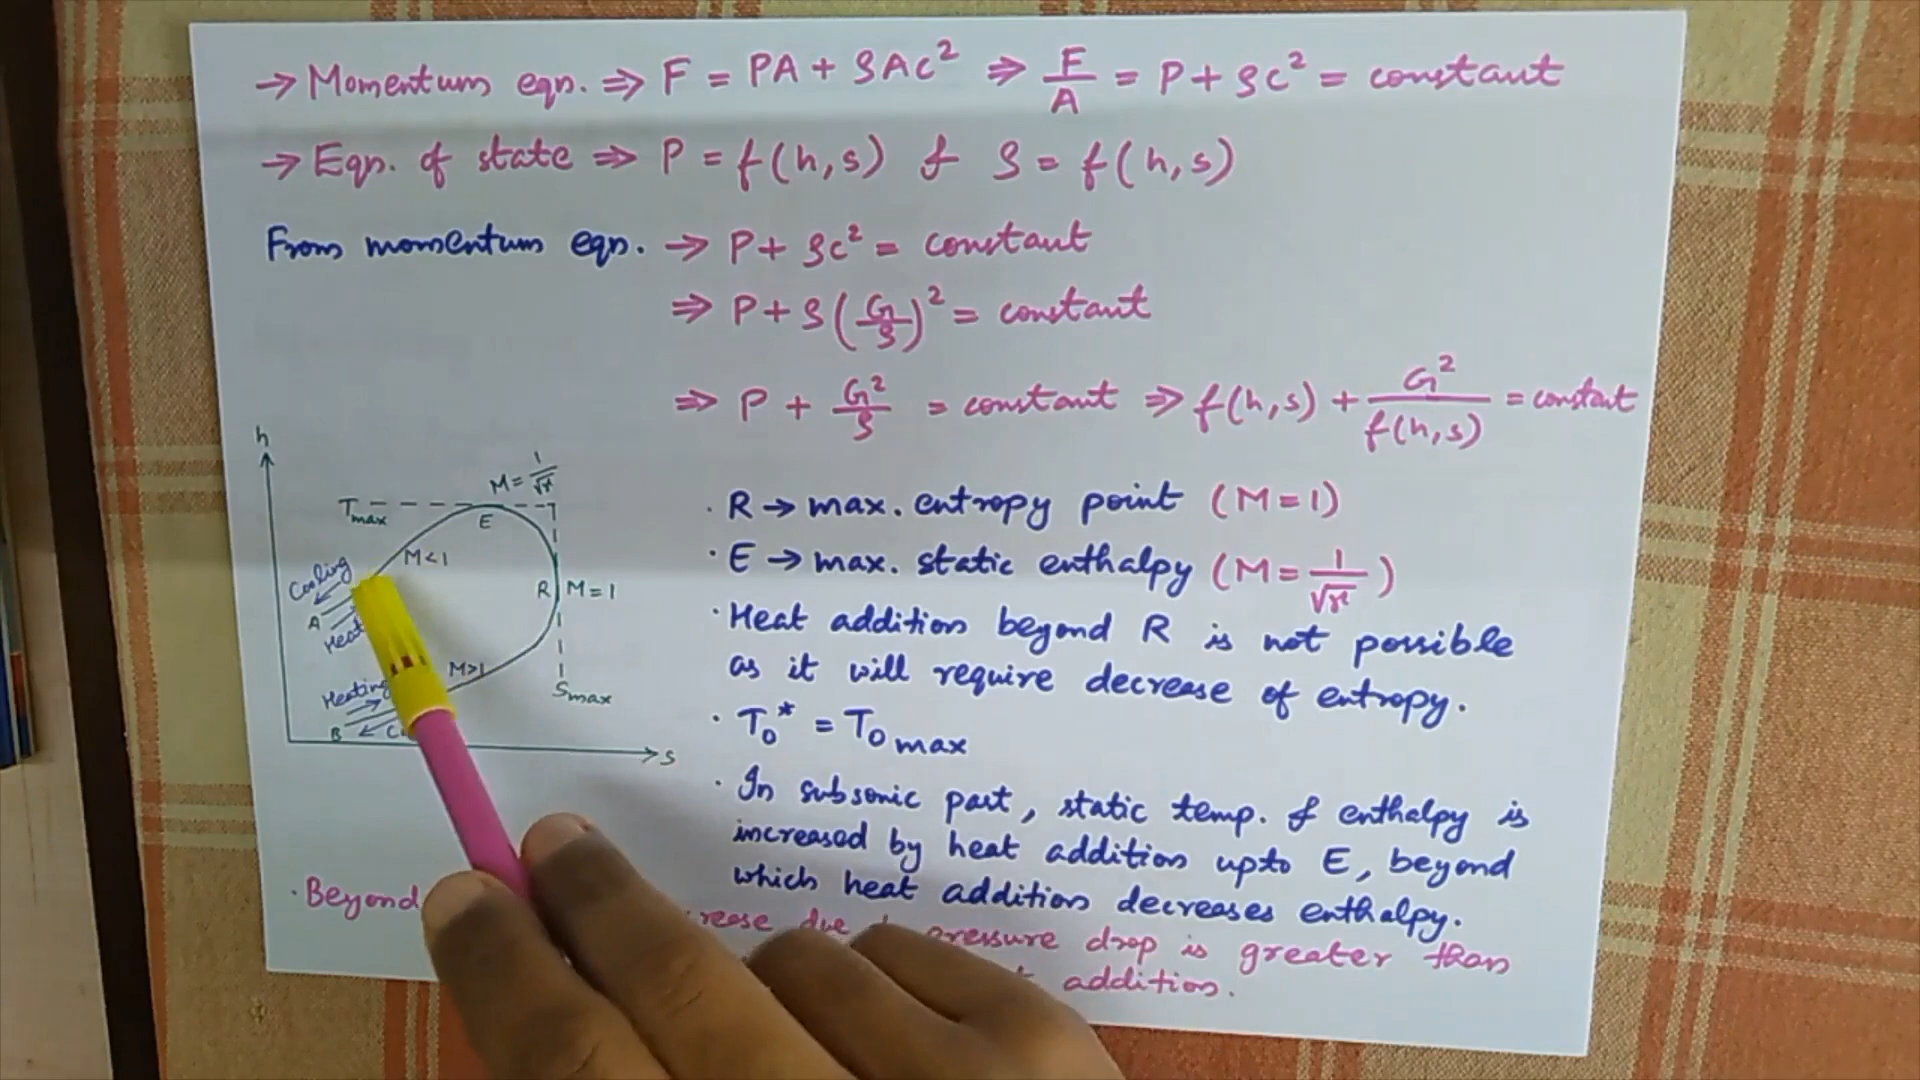 → Momentum eqn. ⇒ F = PA + ρAc² ⇒ F/A = P + ρc² = constant
→ Eqn. of state ⇒ P = f(h,s) & ρ = f(h,s)
From momentum eqn. → P + ρc² = constant
⇒ P + ρ(G/ρ)² = constant
⇒ P + G²/ρ = constant ⇒ f(h,s) + G²/f(h,s) = constant
h
M = 1/√γ
Tmax
E
M<1
Cooling
A
Heat
R M=1
M>1
Heating
Smax
B
s
· R → max. entropy point (M=1)
· E → max. static enthalpy (M = 1/√γ)
· Heat addition beyond R is not possible
as it will require decrease of entropy.
· T₀* = T₀ max
· In subsonic part, static temp. & enthalpy is
increased by heat addition upto E, beyond
which heat addition decreases enthalpy.
· Beyond due pressure drop is greater than
addition.